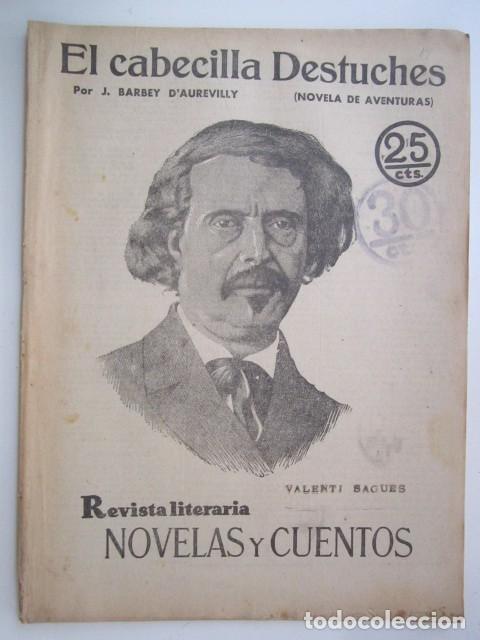 El cabecilla Destuches
Por J. BARBEY D'AUREVILLY (NOVELA DE AVENTURAS)
25
cts.
30
VALENTI SAGUES
Revista literaria
NOVELAS Y CUENTOS
todocoleccion.net